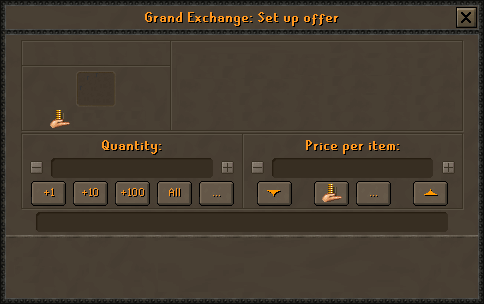 Grand Exchange: Set up offer
Quantity:
Price per item:
+1 +10 +100 All ... ...